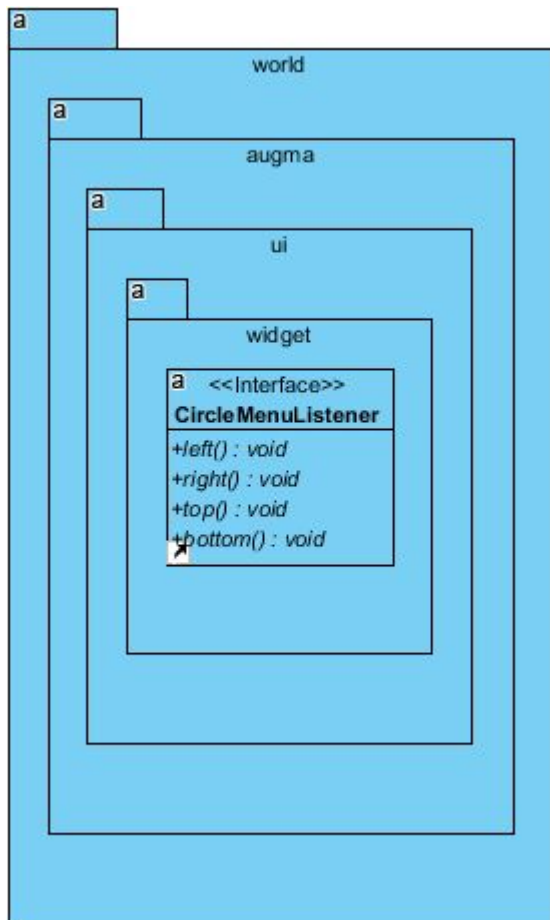 a
world
a
augma
a
ui
a
widget
a <<Interface>>
CircleMenuListener
+left() : void
+right() : void
+top() : void
+bottom() : void